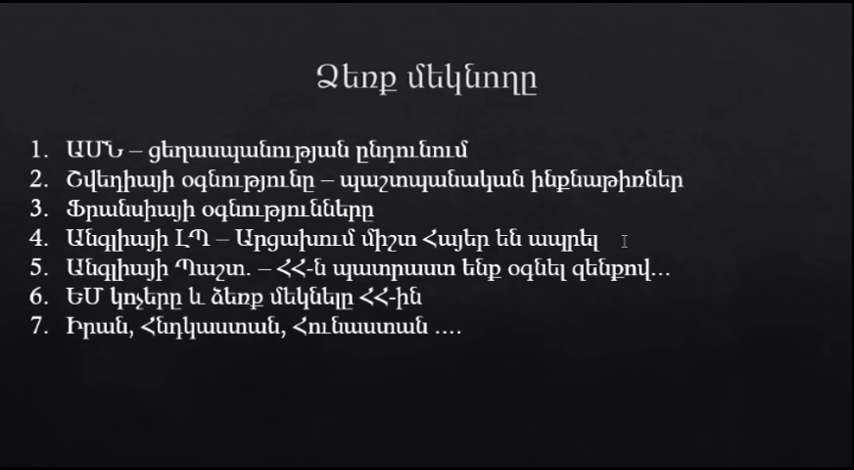 Ձեռք մեկնողը
1. ԱՄՆ – ցեղասպանության ընդունում
2. Շվեդիայի օգնությունը – պաշտպանական ինքնաթիռներ
3. Ֆրանսիայի օգնությունները
4. Անգլիայի ԼՊ – Արցախում միշտ Հայեր են ապրել
5. Անգլիայի Պաշտ. – ՀՀ-ն պատրաստ ենք օգնել զենքով…
6. ԵՄ կոչերը և ձեռք մեկնելը ՀՀ-ին
7. Իրան, Հնդկաստան, Հունաստան ….